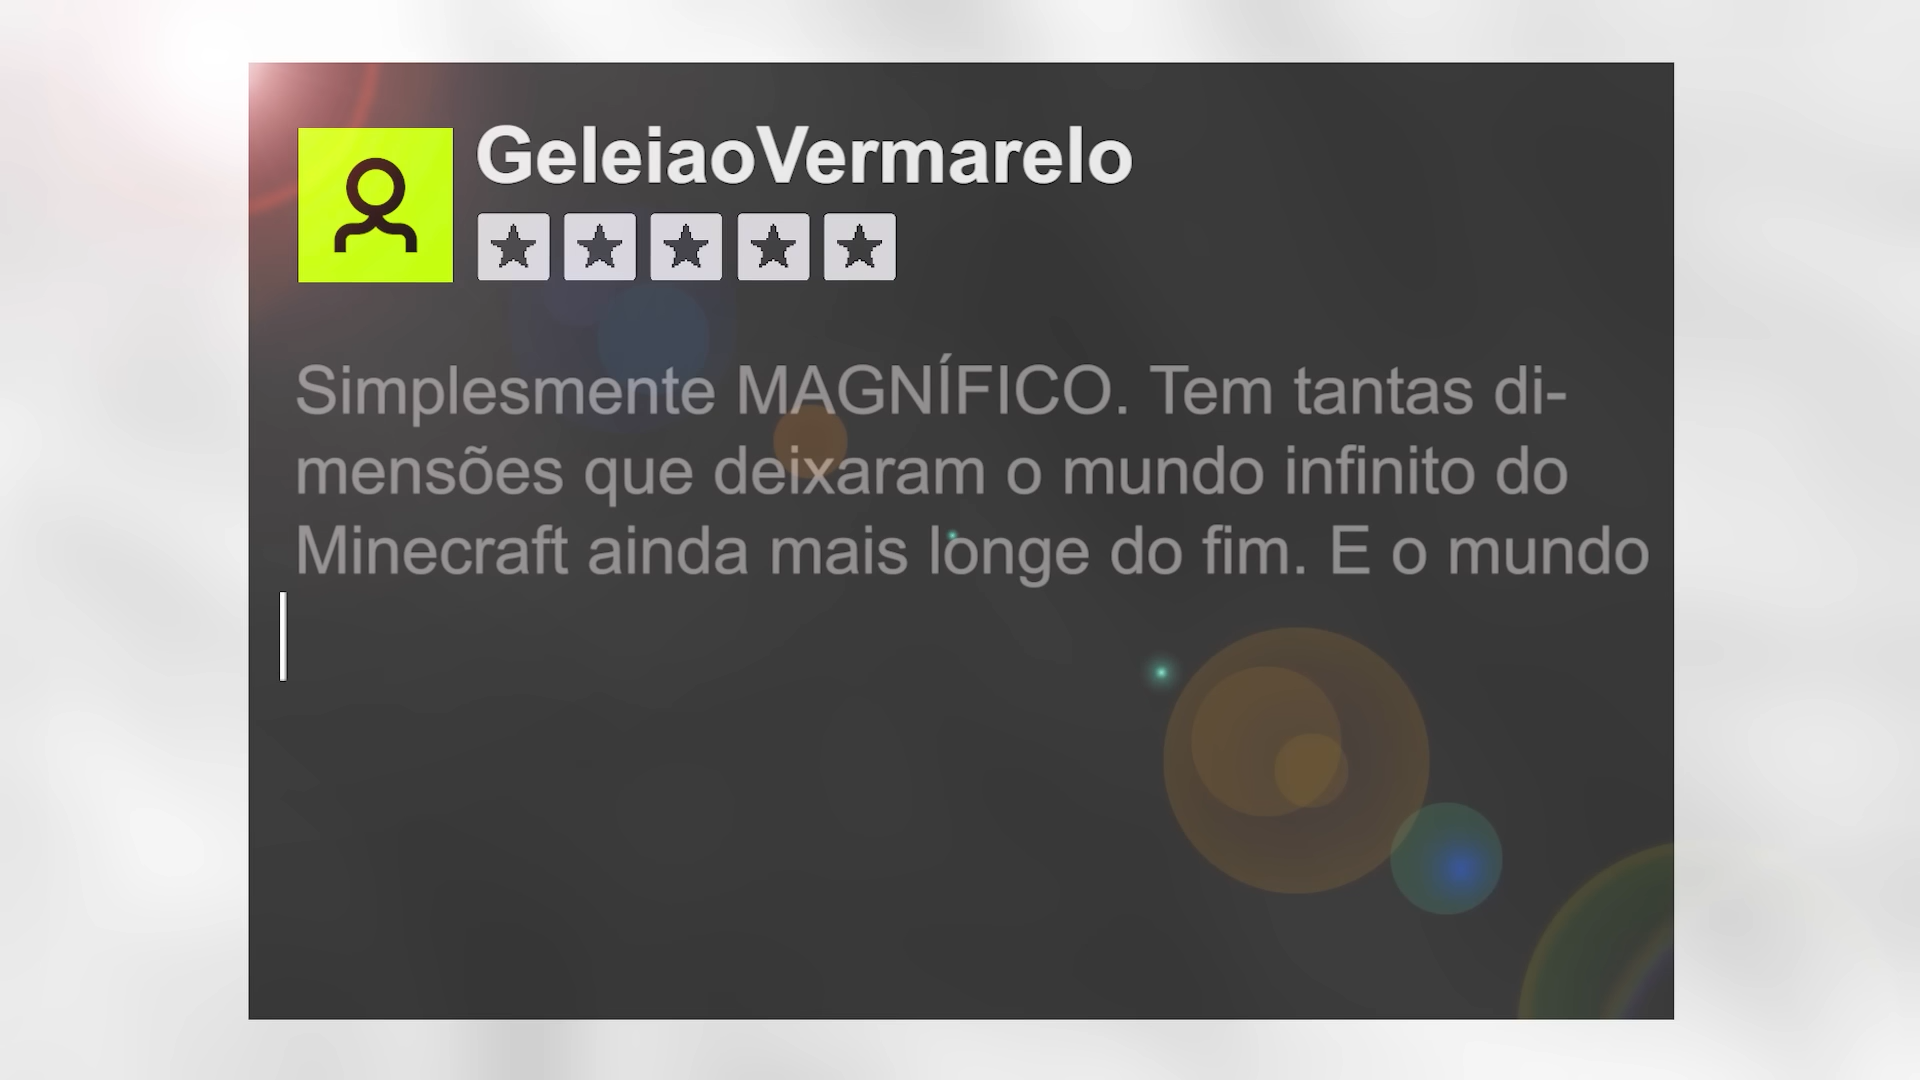 GeleiaoVermarelo
Simplesmente MAGNÍFICO. Tem tantas di-
mensões que deixaram o mundo infinito do
Minecraft ainda mais longe do fim. E o mundo